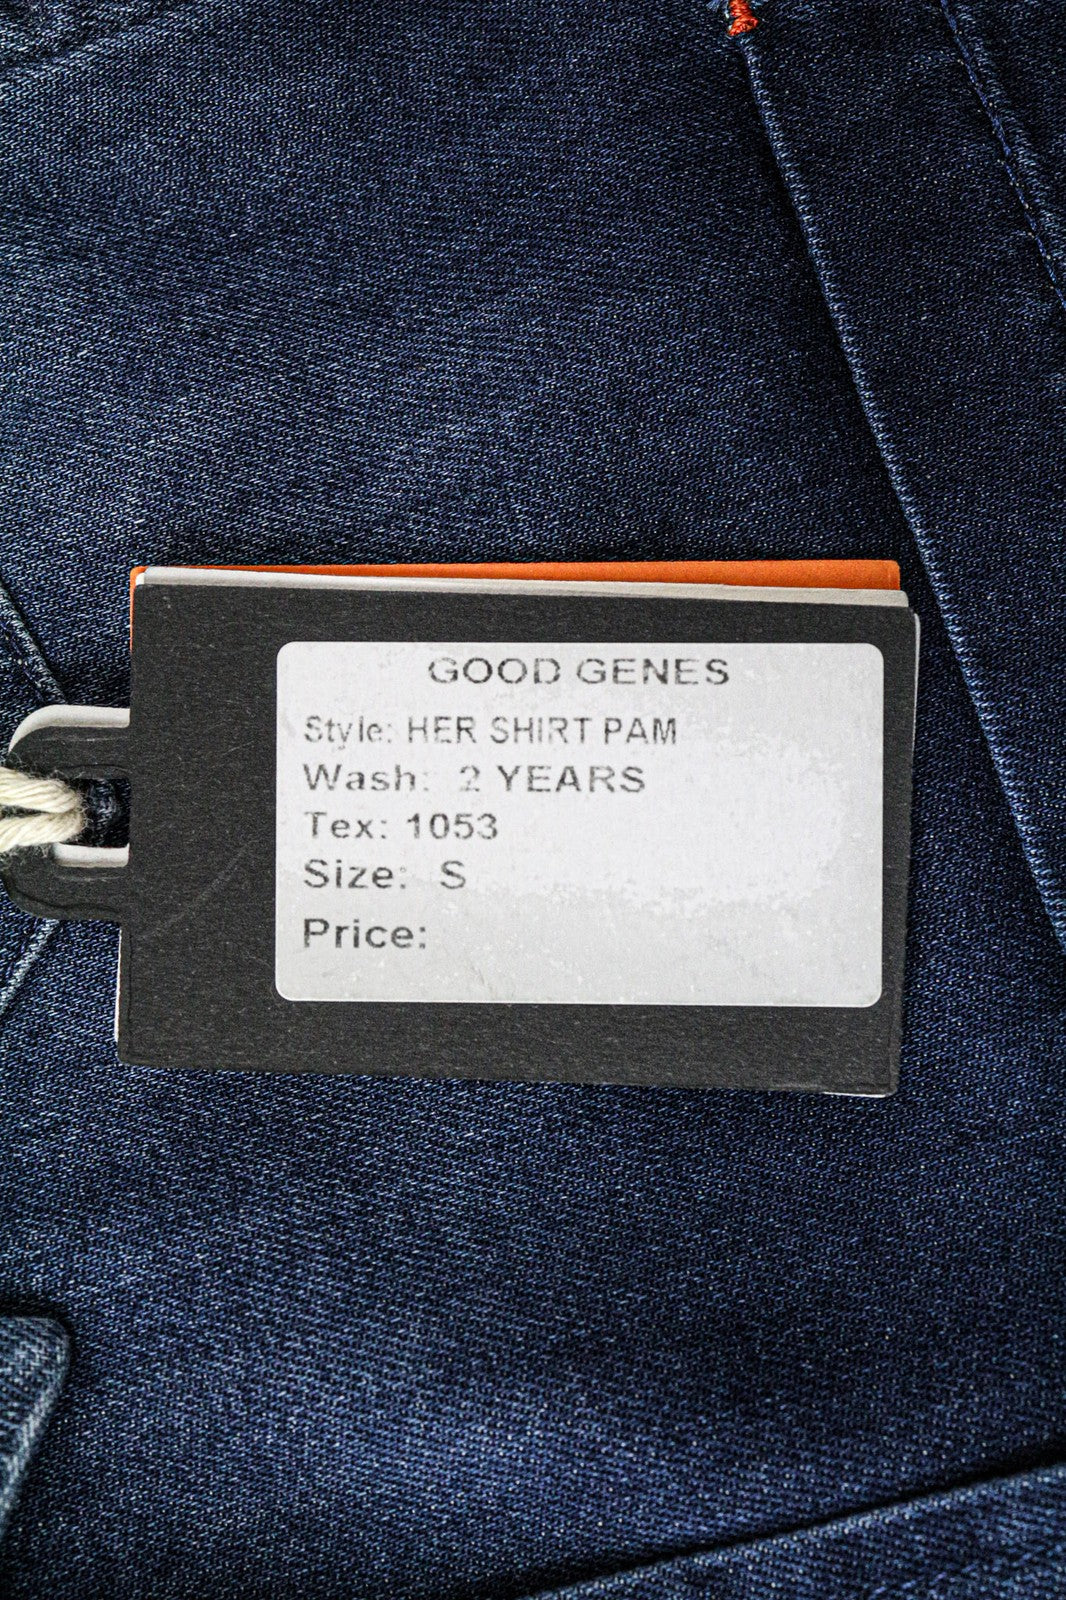 GOOD GENES
Style: HER SHIRT PAM
Wash: 2 YEARS
Tex: 1053
Size: S
Price: